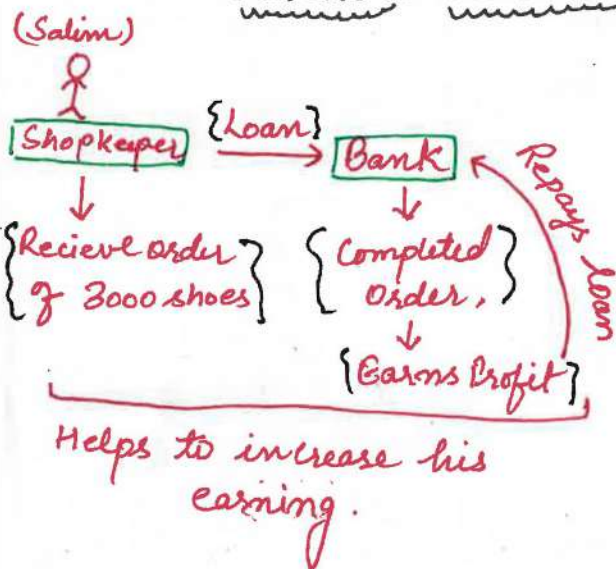 (Salim)
Shopkeeper
{Loan}
Bank
Repays loan
{Recieve order
of 3000 shoes}
{Completed
Order,}
{Earns Profit}
Helps to increase his
earning.